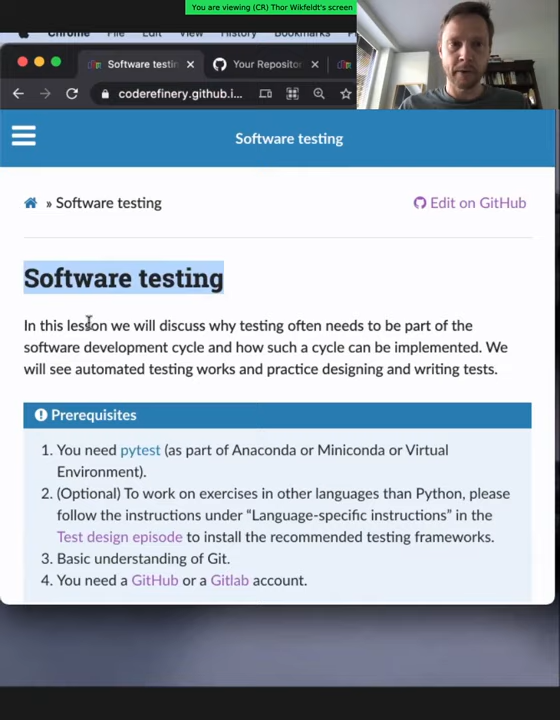 You are viewing (CR) Thor Wikfeldt's screen
Chrome File Edit View History Bookmarks
Software testin
Your Repositor
coderefinery.github.i...
Software testing
» Software testing
Edit on GitHub
Software testing
In this lesson we will discuss why testing often needs to be part of the
software development cycle and how such a cycle can be implemented. We
will see automated testing works and practice designing and writing tests.
Prerequisites
1. You need pytest (as part of Anaconda or Miniconda or Virtual
Environment).
2. (Optional) To work on exercises in other languages than Python, please
follow the instructions under “Language-specific instructions” in the
Test design episode to install the recommended testing frameworks.
3. Basic understanding of Git.
4. You need a GitHub or a Gitlab account.